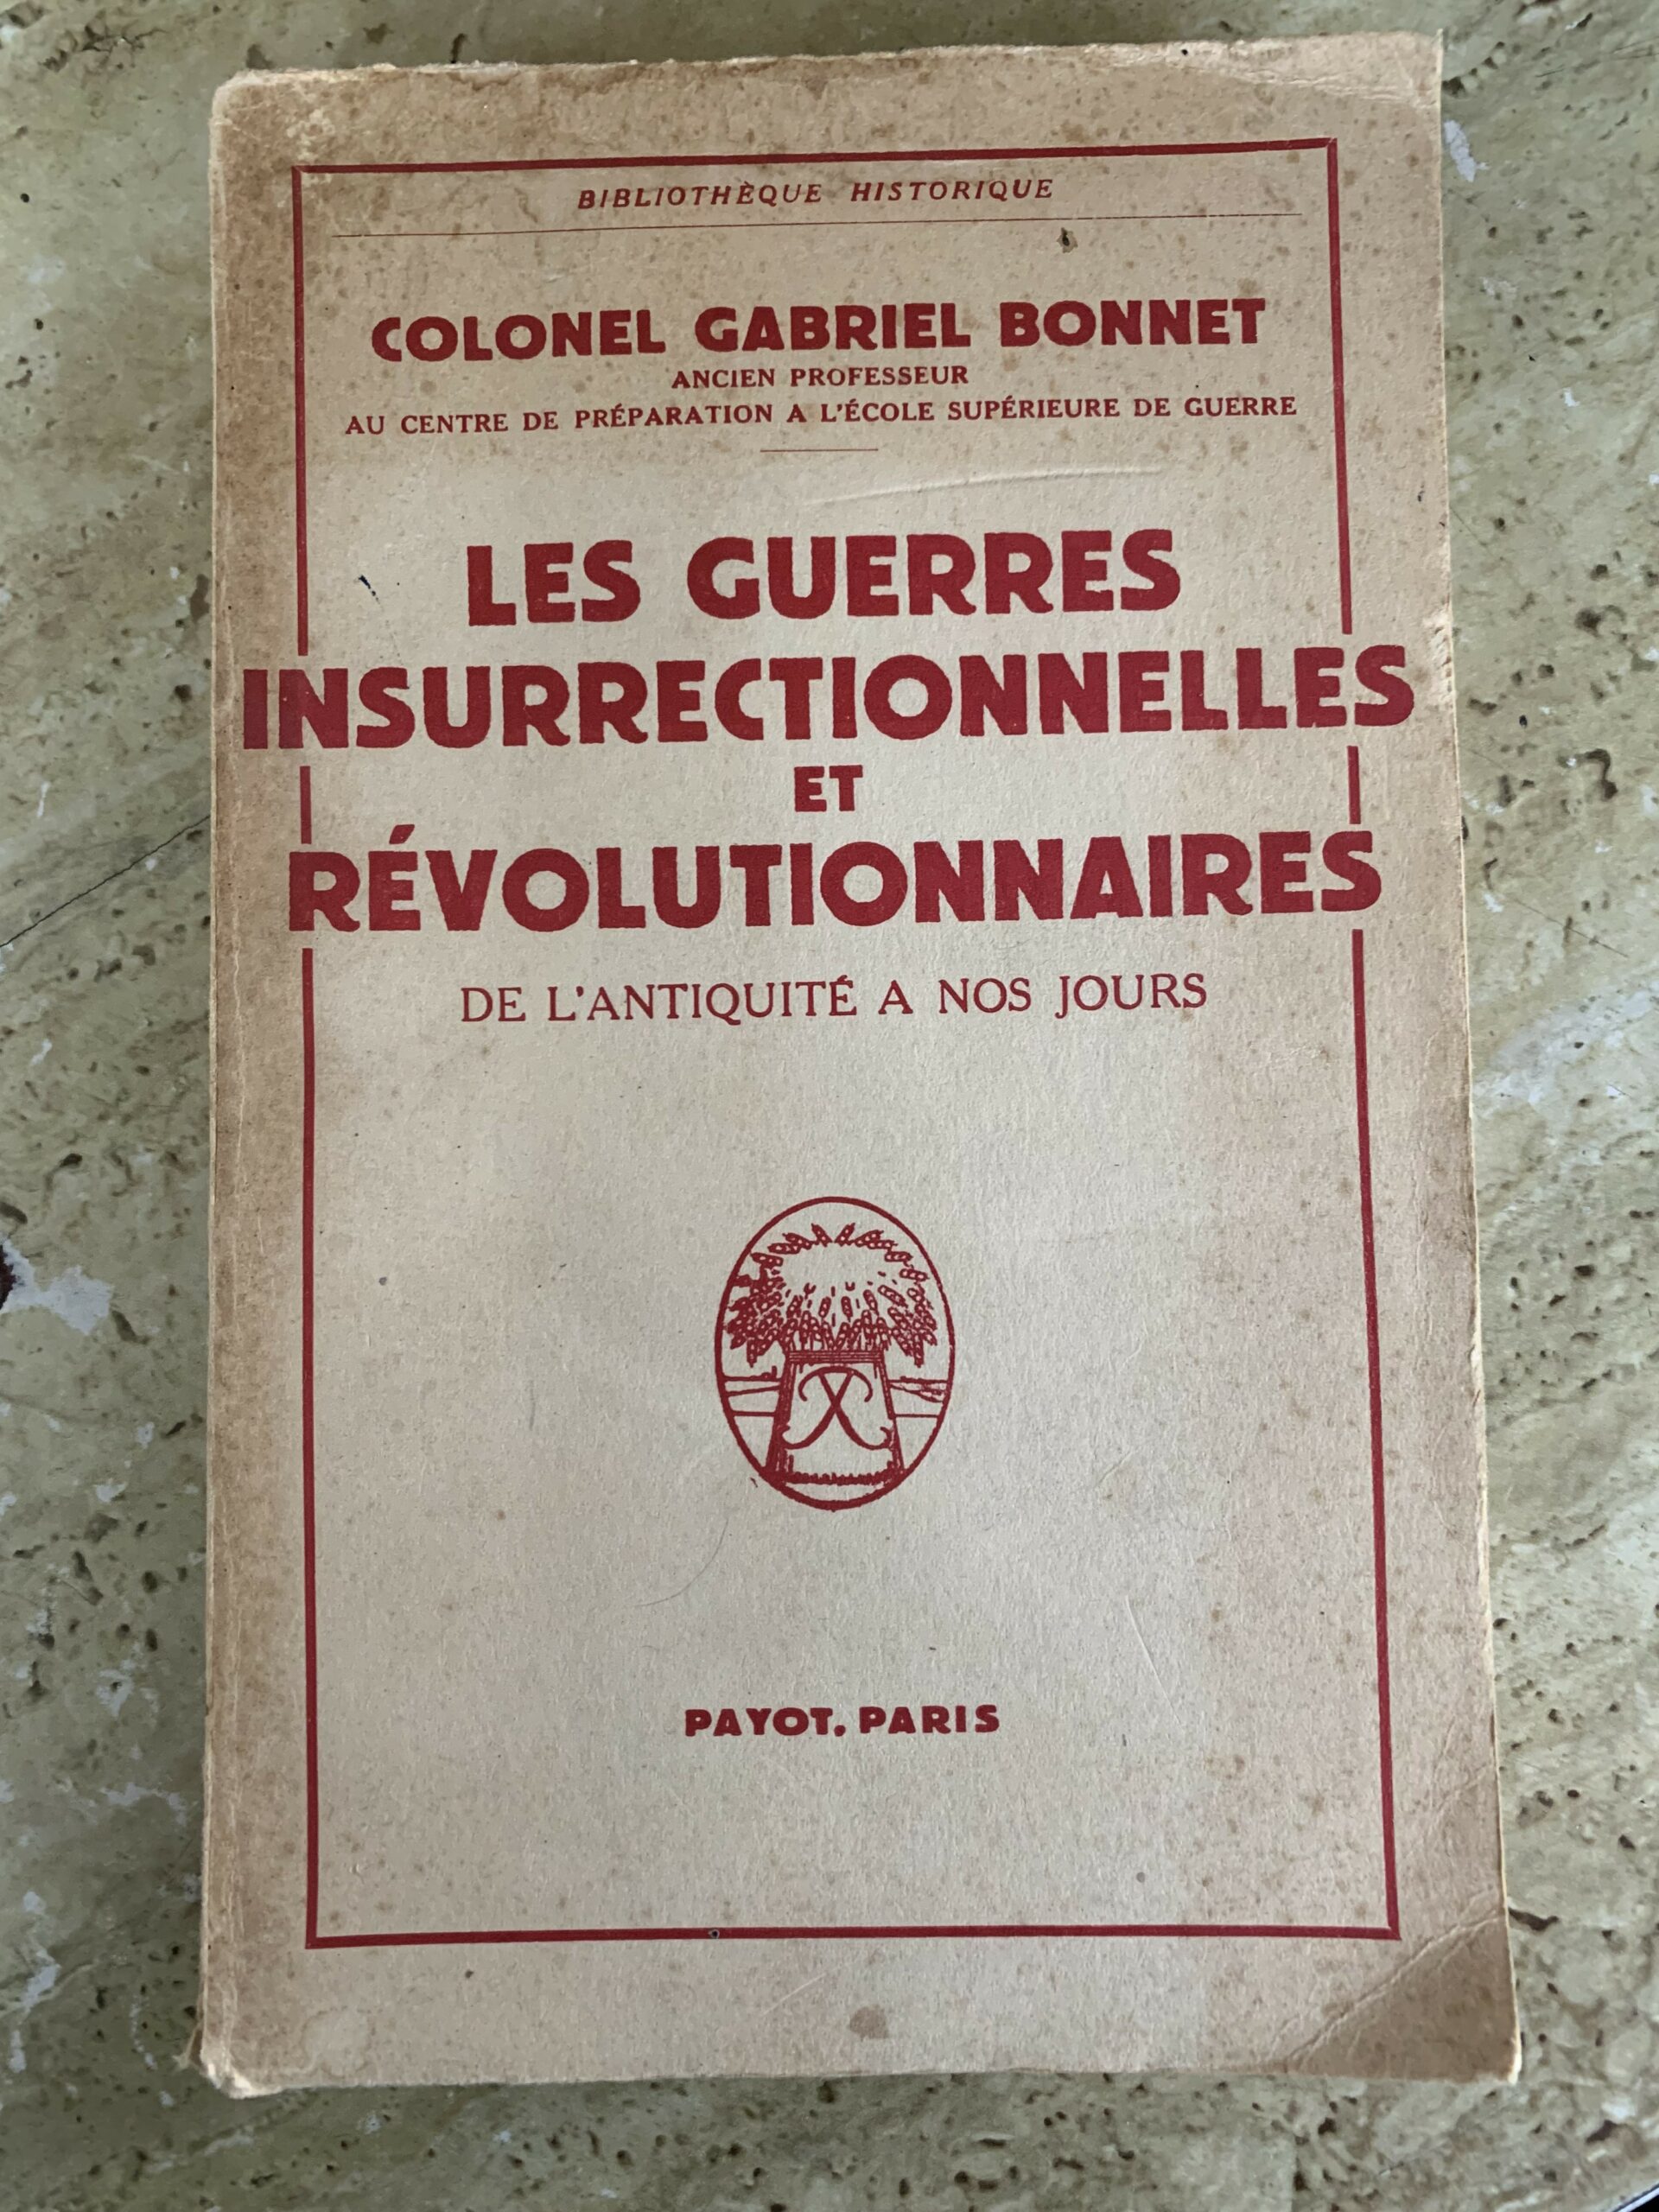 BIBLIOTHÈQUE HISTORIQUE
COLONEL GABRIEL BONNET
ANCIEN PROFESSEUR
AU CENTRE DE PRÉPARATION A L'ÉCOLE SUPÉRIEURE DE GUERRE
LES GUERRES
INSURRECTIONNELLES
ET
RÉVOLUTIONNAIRES
DE L'ANTIQUITÉ A NOS JOURS
PAYOT, PARIS